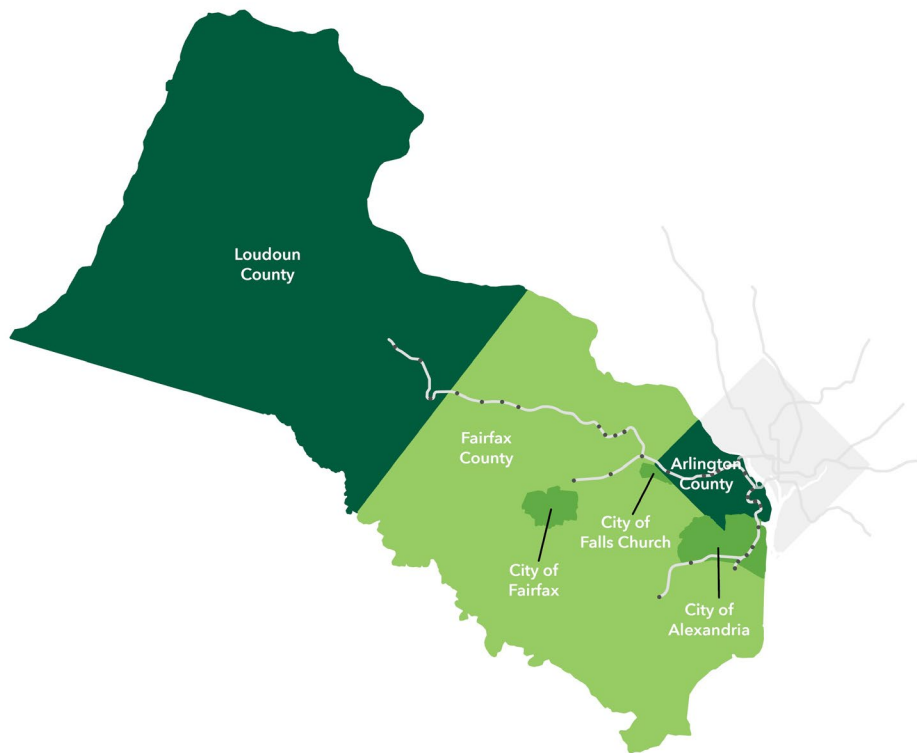 Loudoun
County
Fairfax
County
Arlington
County
City of
Falls Church
City of
Fairfax
City of
Alexandria